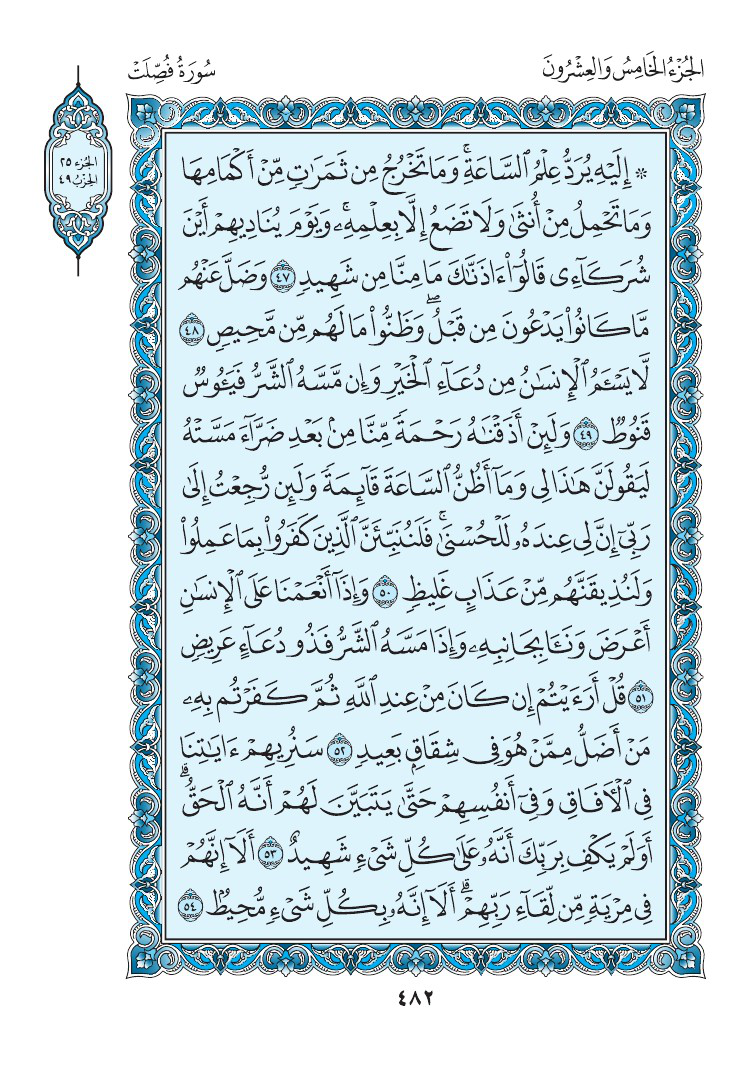 الجُزْءُ الخَامِسُ وَالعِشْرُونَ
سُورَةُ فُصِّلَتْ
الجُزء ٢٥
الحِزْبُ ٤٩
۞ إِلَيۡهِ يُرَدُّ عِلۡمُ ٱلسَّاعَةِۚ وَمَا تَخۡرُجُ مِن ثَمَرَٰتٖ مِّنۡ أَكۡمَامِهَا
وَمَا تَحۡمِلُ مِنۡ أُنثَىٰ وَلَا تَضَعُ إِلَّا بِعِلۡمِهِۦۚ وَيَوۡمَ يُنَادِيهِمۡ أَيۡنَ
شُرَكَآءِي قَالُوٓاْ ءَاذَنَّٰكَ مَا مِنَّا مِن شَهِيدٖ ٤٧ وَضَلَّ عَنۡهُم
مَّا كَانُواْ يَدۡعُونَ مِن قَبۡلُۖ وَظَنُّواْ مَا لَهُم مِّن مَّحِيصٖ ٤٨
لَّا يَسۡـَٔمُ ٱلۡإِنسَٰنُ مِن دُعَآءِ ٱلۡخَيۡرِ وَإِن مَّسَّهُ ٱلشَّرُّ فَيَـُٔوسٞ
قَنُوطٞ ٤٩ وَلَئِنۡ أَذَقۡنَٰهُ رَحۡمَةٗ مِّنَّا مِنۢ بَعۡدِ ضَرَّآءَ مَسَّتۡهُ
لَيَقُولَنَّ هَٰذَا لِي وَمَآ أَظُنُّ ٱلسَّاعَةَ قَآئِمَةٗ وَلَئِن رُّجِعۡتُ إِلَىٰ
رَبِّيٓ إِنَّ لِي عِندَهُۥ لَلۡحُسۡنَىٰۚ فَلَنُنَبِّئَنَّ ٱلَّذِينَ كَفَرُواْ بِمَا عَمِلُواْ
وَلَنُذِيقَنَّهُم مِّنۡ عَذَابٍ غَلِيظٖ ٥٠ وَإِذَآ أَنۡعَمۡنَا عَلَى ٱلۡإِنسَٰنِ
أَعۡرَضَ وَنَـَٔا بِجَانِبِهِۦ وَإِذَا مَسَّهُ ٱلشَّرُّ فَذُو دُعَآءٍ عَرِيضٖ
٥١ قُلۡ أَرَءَيۡتُمۡ إِن كَانَ مِنۡ عِندِ ٱللَّهِ ثُمَّ كَفَرۡتُم بِهِۦ
مَنۡ أَضَلُّ مِمَّنۡ هُوَ فِي شِقَاقِۭ بَعِيدٖ ٥٢ سَنُرِيهِمۡ ءَايَٰتِنَا
فِي ٱلۡأٓفَاقِ وَفِيٓ أَنفُسِهِمۡ حَتَّىٰ يَتَبَيَّنَ لَهُمۡ أَنَّهُ ٱلۡحَقُّۗ
أَوَلَمۡ يَكۡفِ بِرَبِّكَ أَنَّهُۥ عَلَىٰ كُلِّ شَيۡءٖ شَهِيدٌ ٥٣ أَلَآ إِنَّهُمۡ
فِي مِرۡيَةٖ مِّن لِّقَآءِ رَبِّهِمۡۗ أَلَآ إِنَّهُۥ بِكُلِّ شَيۡءٖ مُّحِيطُۢ ٥٤
٤٨٢